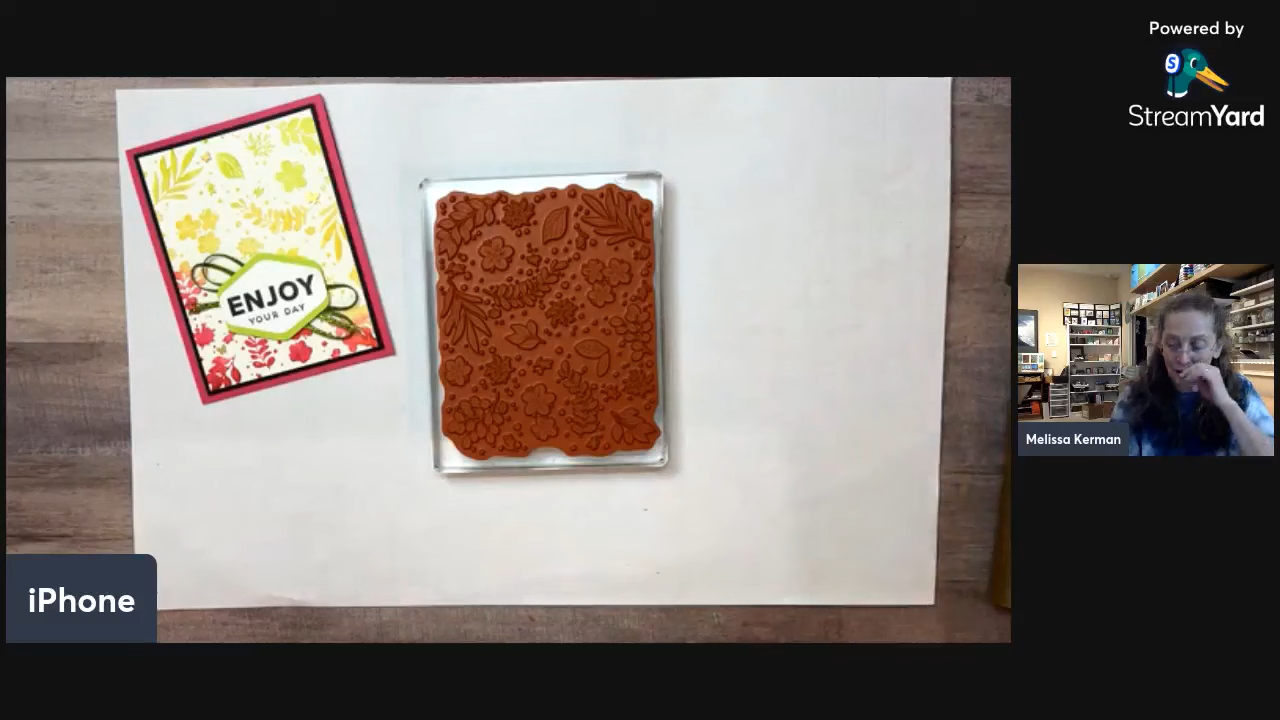 Powered by
S
StreamYard
ENJOY
YOUR DAY
Melissa Kerman
iPhone